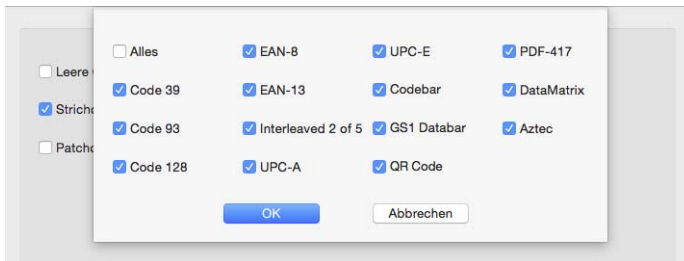 Alles EAN-8 UPC-E PDF-417
Leere
Code 39 EAN-13 Codebar DataMatrix
Code 93 Interleaved 2 of 5 GS1 Databar Aztec
Code 128 UPC-A QR Code
OK Abbrechen